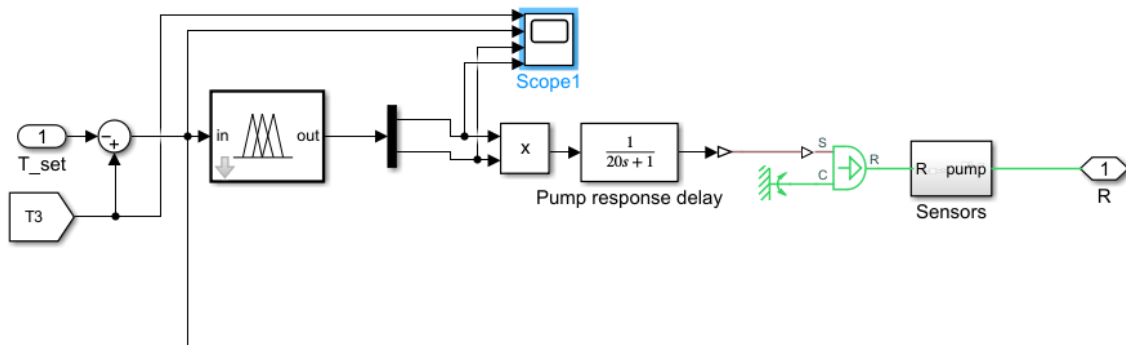 Scope1
1
T_set
−
+
T3
in
out
x
1
20s + 1
Pump response delay
S
C
R
R
pump
Sensors
1
R